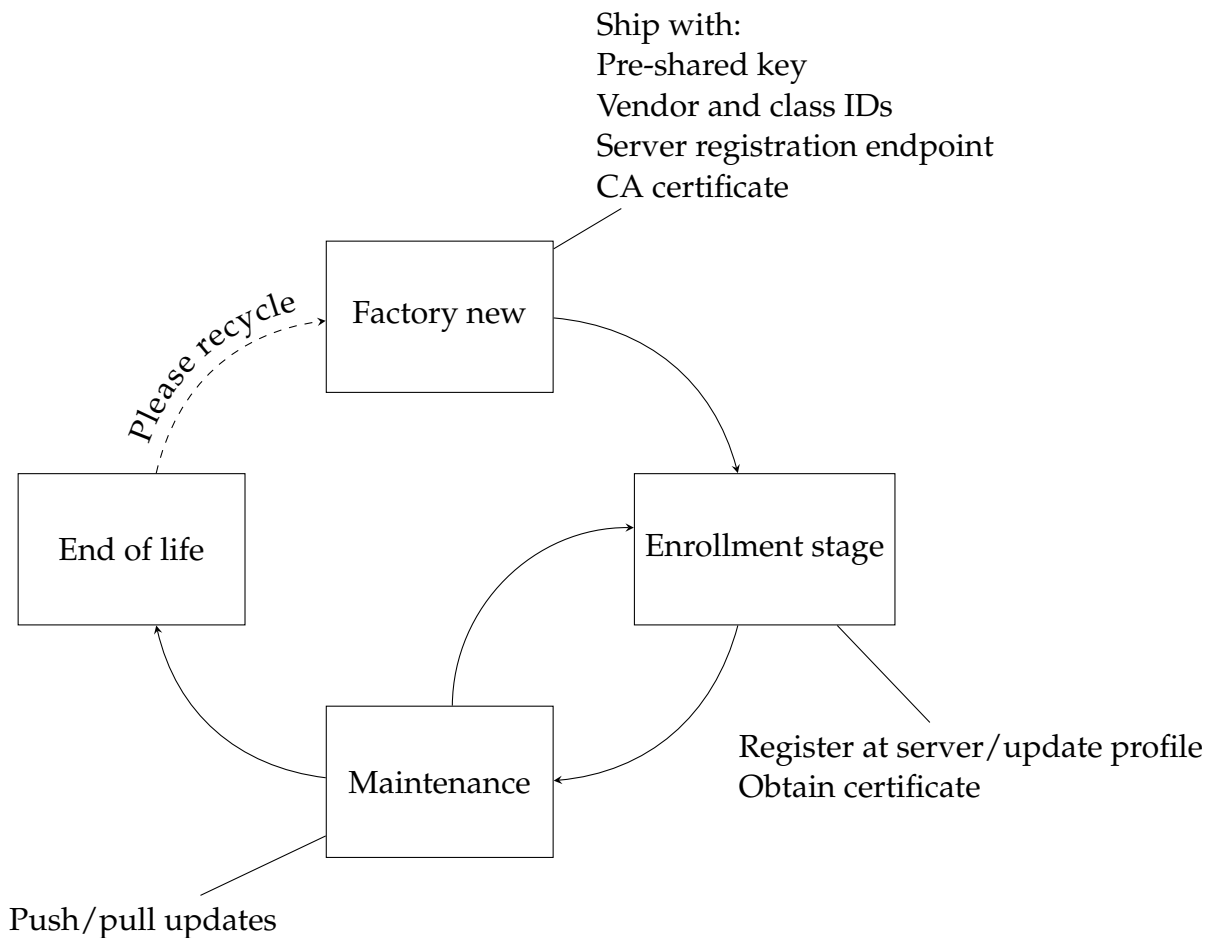 Ship with:
Pre-shared key
Vendor and class IDs
Server registration endpoint
CA certificate
Please recycle
Factory new
End of life
Enrollment stage
Maintenance
Register at server/update profile
Obtain certificate
Push/pull updates